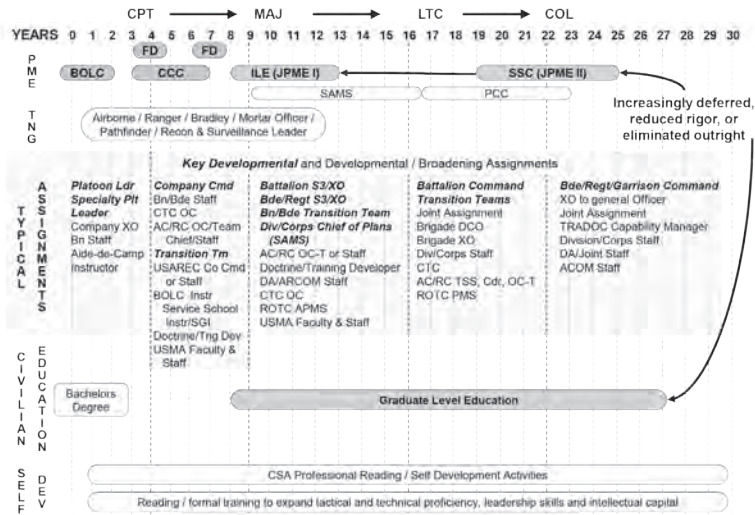 CPT MAJ LTC COL
YEARS 0 1 2 3 4 5 6 7 8 9 10 11 12 13 14 15 16 17 18 19 20 21 22 23 24 25 26 27 28 29 30
FD FD
PME
BOLC CCC ILE (JPME I) SSC (JPME II)
SAMS PCC
Increasingly deferred,
reduced rigor, or
eliminated outright
TNG
Airborne / Ranger / Bradley / Mortar Officer /
Pathfinder / Recon & Surveillance Leader
Key Developmental and Developmental / Broadening Assignments
TYPICAL
ASSIGNMENTS
Platoon Ldr
Specialty Plt
Leader
Company XO
Bn Staff
Aide-de-Camp
Instructor
Company Cmd
Bn/Bde Staff
CTC OC
AC/RC OC/Team
Chief/Staff
Transition Tm
USAREC Co Cmd
or Staff
BOLC Instr
Service School
Instr/SGI
Doctrine/Tng Dev
USMA Faculty &
Staff
Battalion S3/XO
Bde/Regt S3/XO
Bn/Bde Transition Team
Div/Corps Chief of Plans
(SAMS)
AC/RC OC-T or Staff
Doctrine/Training Developer
DA/ARCOM Staff
CTC OC
ROTC APMS
USMA Faculty & Staff
Battalion Command
Transition Teams
Joint Assignment
Brigade DCO
Brigade XO
Div/Corps Staff
CTC
AC/RC TSS, Cdr, OC-T
ROTC PMS
Bde/Regt/Garrison Command
XO to general Officer
Joint Assignment
TRADOC Capability Manager
Division/Corps Staff
DA/Joint Staff
ACOM Staff
CIVILIAN
EDUCATION
Bachelors
Degree
Graduate Level Education
SELF
DEV
CSA Professional Reading / Self Development Activities
Reading / formal training to expand tactical and technical proficiency, leadership skills and intellectual capital